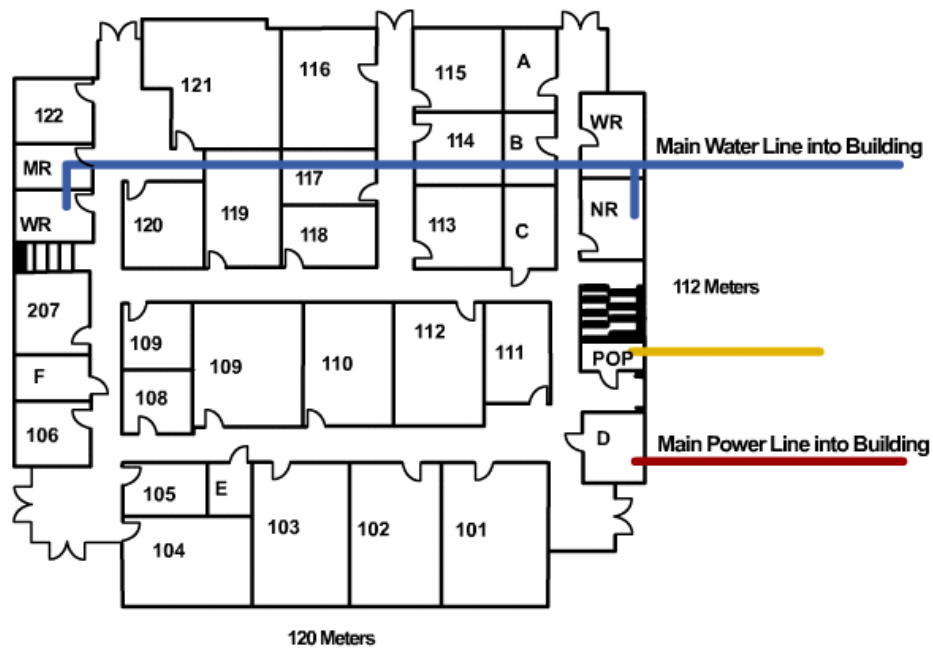 116
A
121
115
122
WR
Main Water Line into Building
114
B
MR
117
NR
119
WR
120
113
118
C
112 Meters
207
112
109
111
POP
109
110
F
108
106
D
Main Power Line into Building
105
E
103
102
101
104
120 Meters